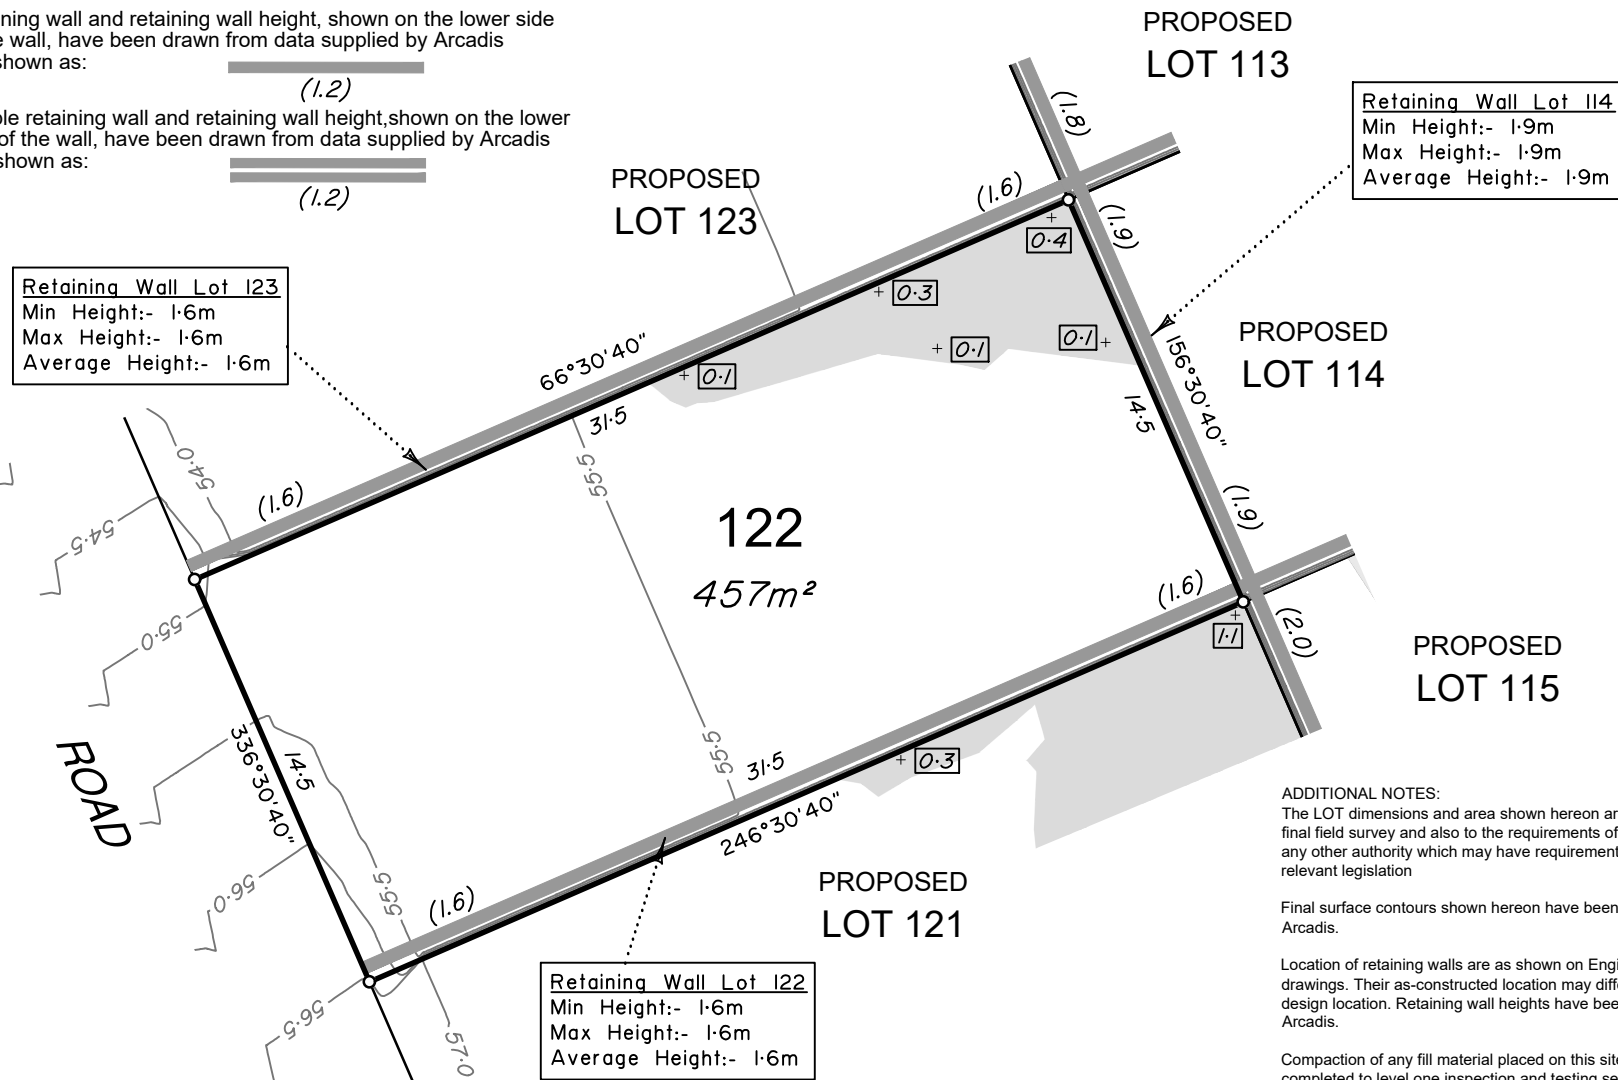 ning wall and retaining wall height, shown on the lower side
e wall, have been drawn from data supplied by Arcadis
shown as:
(1.2)
ble retaining wall and retaining wall height,shown on the lower
of the wall, have been drawn from data supplied by Arcadis
shown as:
(1.2)
PROPOSED
LOT 113
(1.8)
Retaining Wall Lot 114
Min Height:- 1·9m
Max Height:- 1·9m
Average Height:- 1·9m
PROPOSED
LOT 123
(1.6)
(1.9)
0·4
0·3
0·1
0·1
0·1
Retaining Wall Lot 123
Min Height:- 1·6m
Max Height:- 1·6m
Average Height:- 1·6m
66°30'40"
31·5
PROPOSED
LOT 114
156°30'40"
14·5
54·0
54·5
(1.6)
55·5
122
457m²
(1.9)
(1.6)
1·1
(2.0)
55·0
PROPOSED
LOT 115
ROAD
336°30'40"
14·5
55·5
31·5
246°30'40"
0·3
56·0
55·5
(1.6)
PROPOSED
LOT 121
56·5
57·0
Retaining Wall Lot 122
Min Height:- 1·6m
Max Height:- 1·6m
Average Height:- 1·6m
ADDITIONAL NOTES:
The LOT dimensions and area shown hereon ar
final field survey and also to the requirements of
any other authority which may have requirement
relevant legislation
Final surface contours shown hereon have been
Arcadis.
Location of retaining walls are as shown on Engi
drawings. Their as-constructed location may diff
design location. Retaining wall heights have bee
Arcadis.
Compaction of any fill material placed on this site
completed to level one inspection and testing se